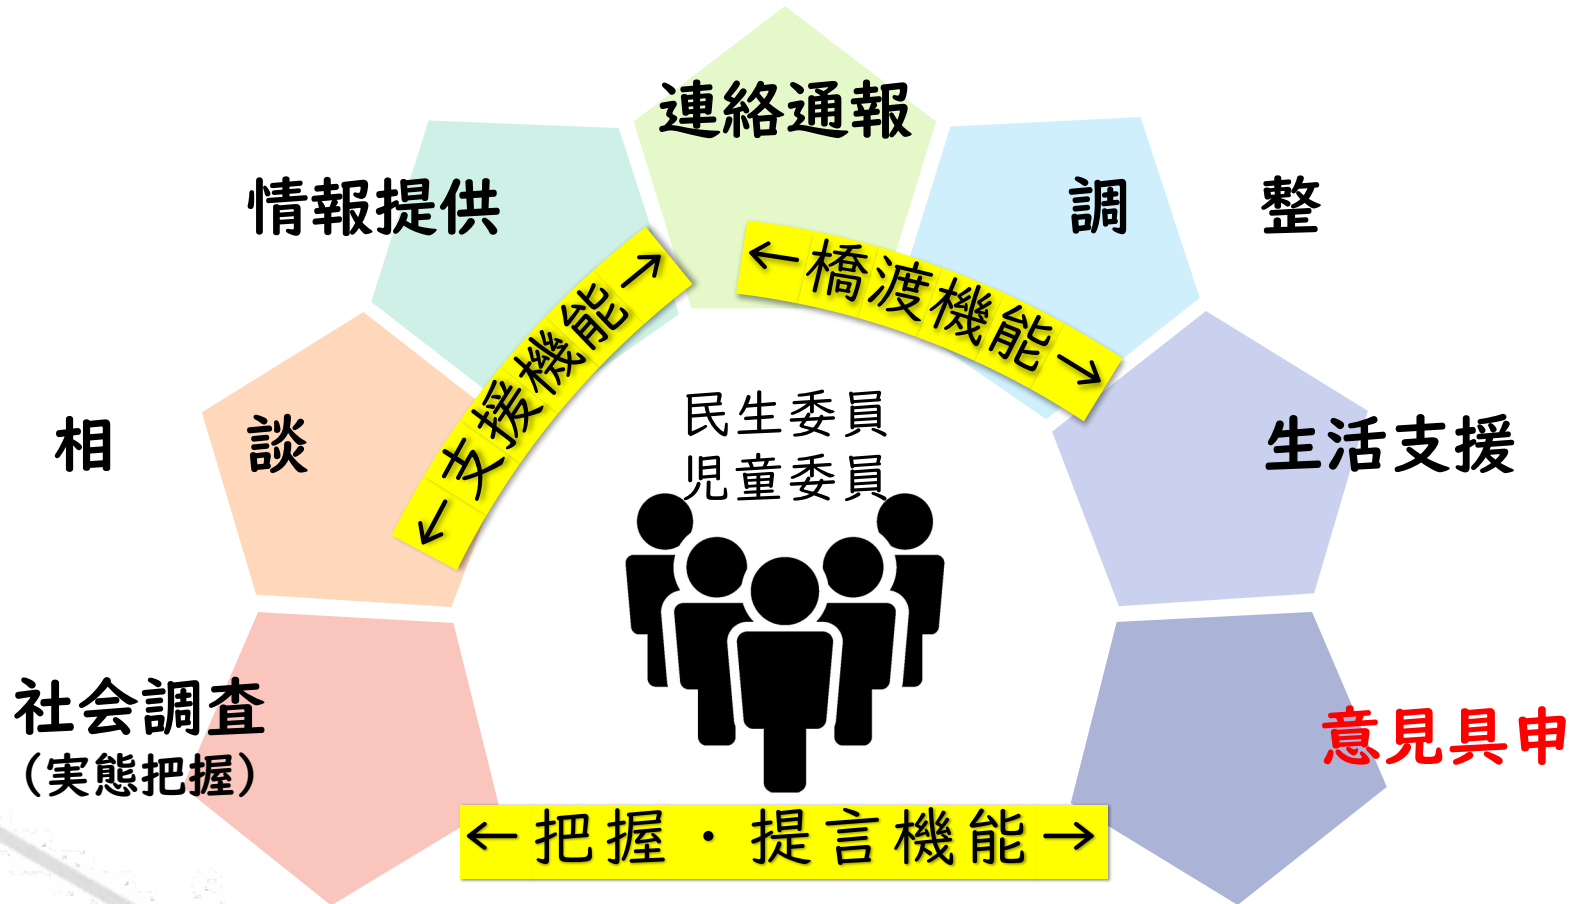 連絡通報
情報提供
調　整
←支援機能→
←橋渡機能→
民生委員
児童委員
相　談
生活支援
社会調査
（実態把握）
意見具申
←把握・提言機能→